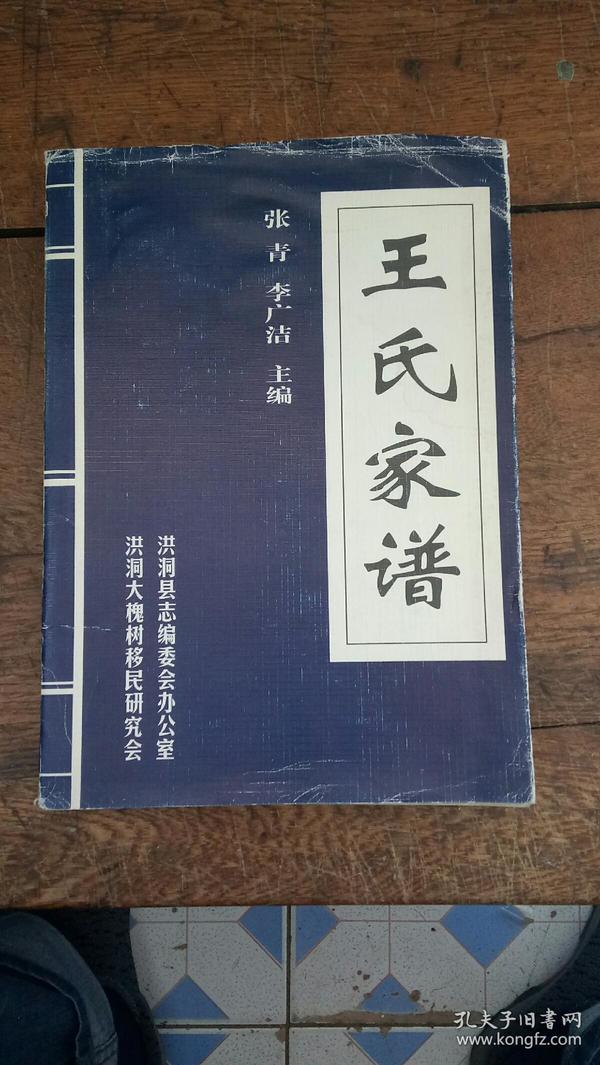 王氏家谱
张青 李广洁 主编
洪洞县志编委会办公室
洪洞大槐树移民研究会
孔夫子旧書网
www.kongfz.com